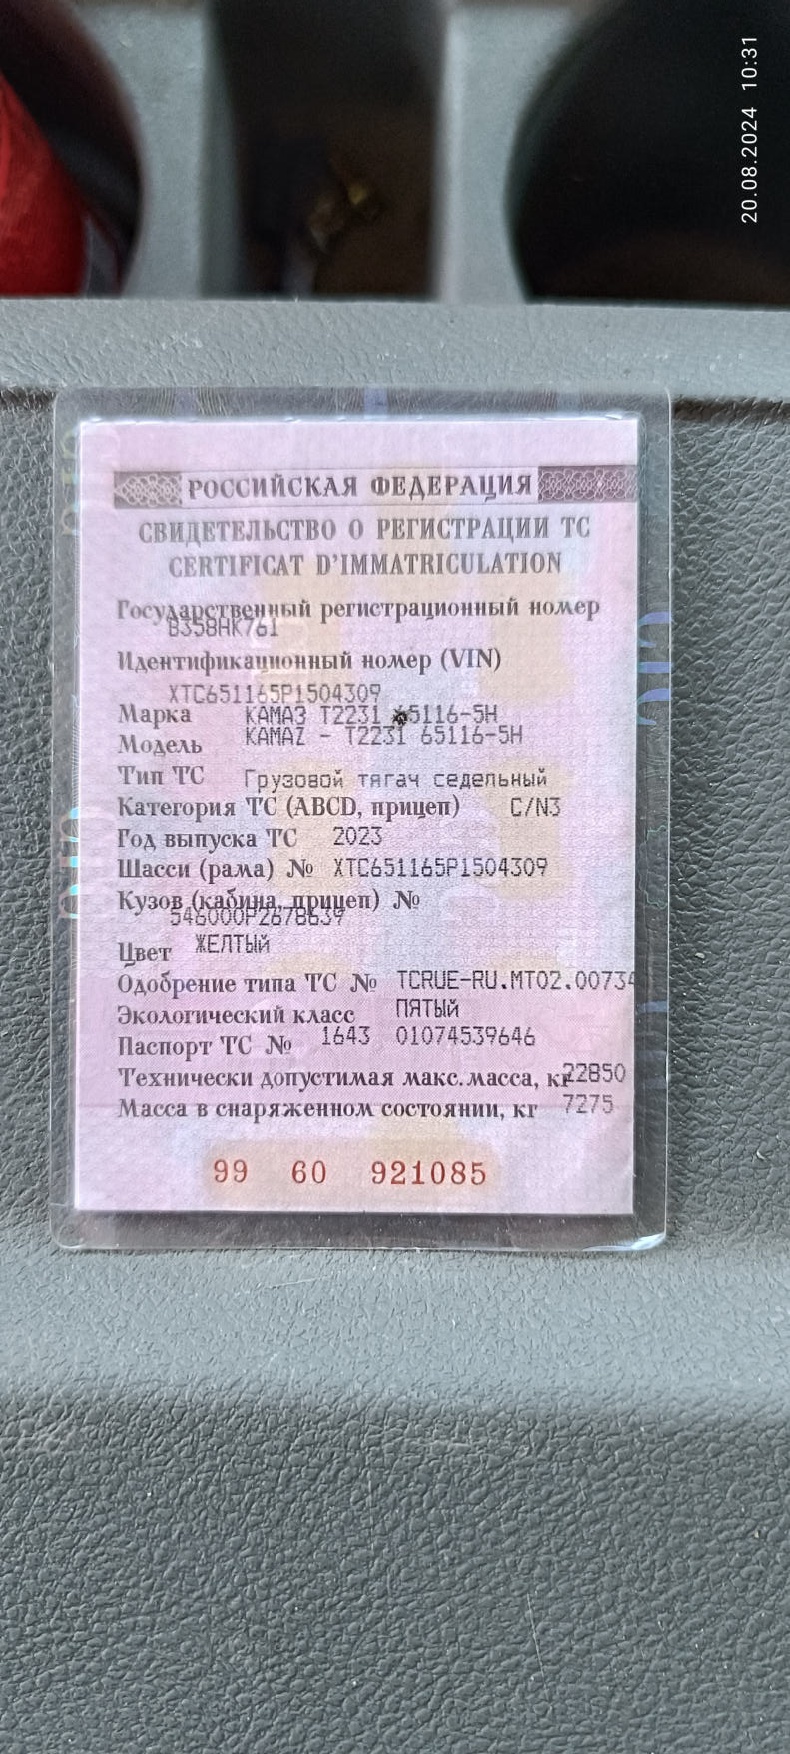 20.08.2024 10:31
РОССИЙСКАЯ ФЕДЕРАЦИЯ
СВИДЕТЕЛЬСТВО О РЕГИСТРАЦИИ ТС
CERTIFICAT D'IMMATRICULATION
Государственный регистрационный номер
В358НК761
Идентификационный номер (VIN)
XTC651165P1504309
Марка КАМАЗ Т2231 65116-5Н
Модель KAMAZ - T2231 65116-5H
Тип ТС Грузовой тягач седельный
Категория ТС (ABCD, прицеп) C/N3
Год выпуска ТС 2023
Шасси (рама) № XTC651165P1504309
Кузов (кабина, прицеп) №
546000P2678639
Цвет ЖЕЛТЫЙ
Одобрение типа ТС № TCRUE-RU.MT02.00734
Экологический класс ПЯТЫЙ
Паспорт ТС № 1643 01074539646
Технически допустимая макс.масса, кг 22850
Масса в снаряженном состоянии, кг 7275
99 60 921085